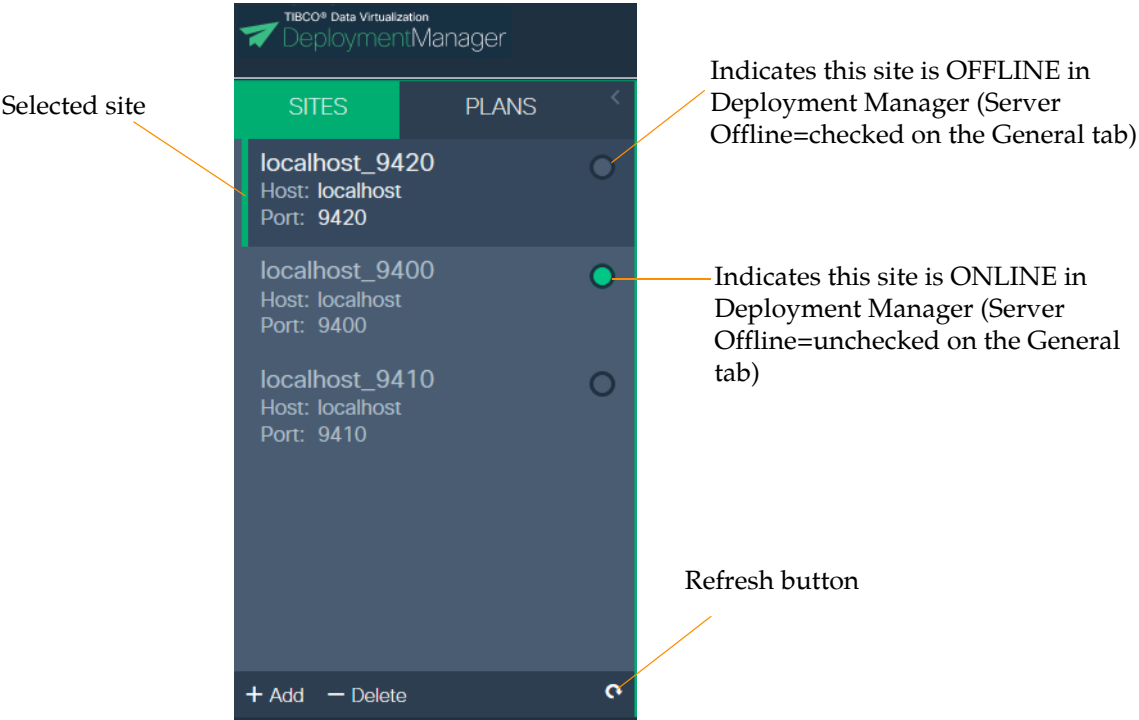 TIBCO® Data Virtualization
DeploymentManager
Selected site
SITES
PLANS
Indicates this site is OFFLINE in
Deployment Manager (Server
Offline=checked on the General tab)
localhost_9420
Host: localhost
Port: 9420
localhost_9400
Host: localhost
Port: 9400
Indicates this site is ONLINE in
Deployment Manager (Server
Offline=unchecked on the General
tab)
localhost_9410
Host: localhost
Port: 9410
Refresh button
+ Add
− Delete